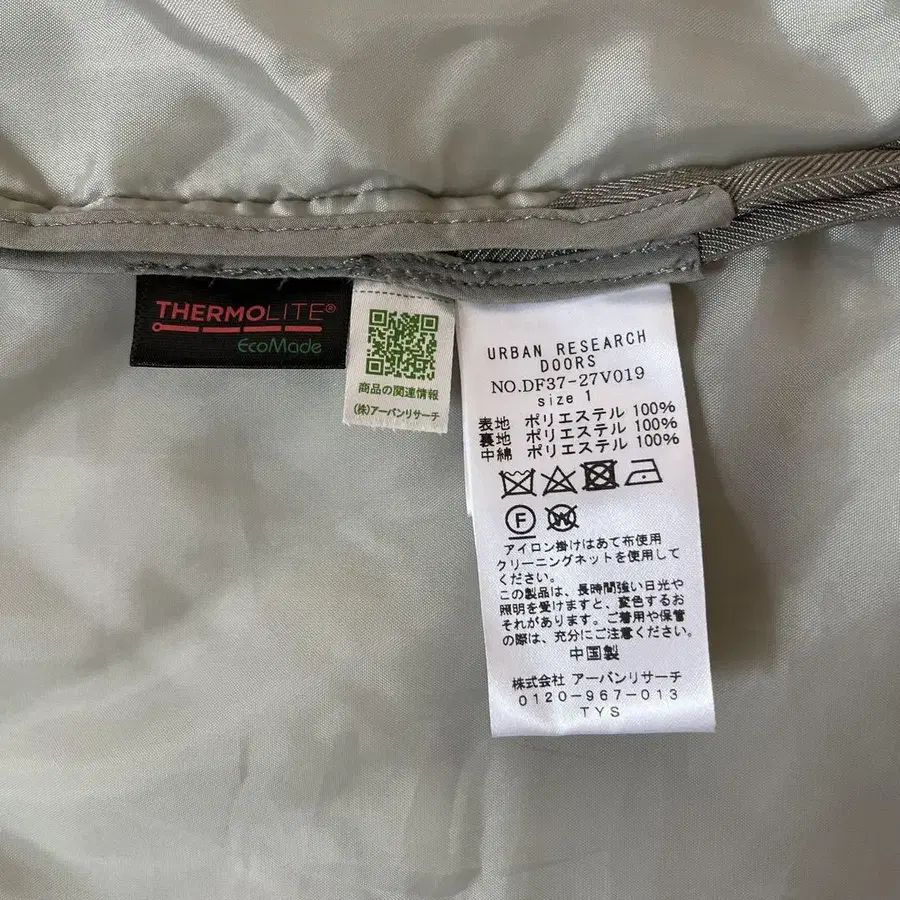 THERMOLITE®
EcoMade
商品の関連情報
(株)アーバンリサーチ
URBAN RESEARCH
DOORS
NO.DF37-27V019
size 1
表地 ポリエステル 100%
裏地 ポリエステル 100%
中綿 ポリエステル 100%
F W
アイロン掛けはあて布使用
クリーニングネットを使用して
ください。
この製品は、長時間強い日光や
照明を受けますと、変色するお
それがあります。ご着用や保管
の際は、充分にご注意ください。
中国製
株式会社 アーバンリサーチ
0120-967-013
TYS